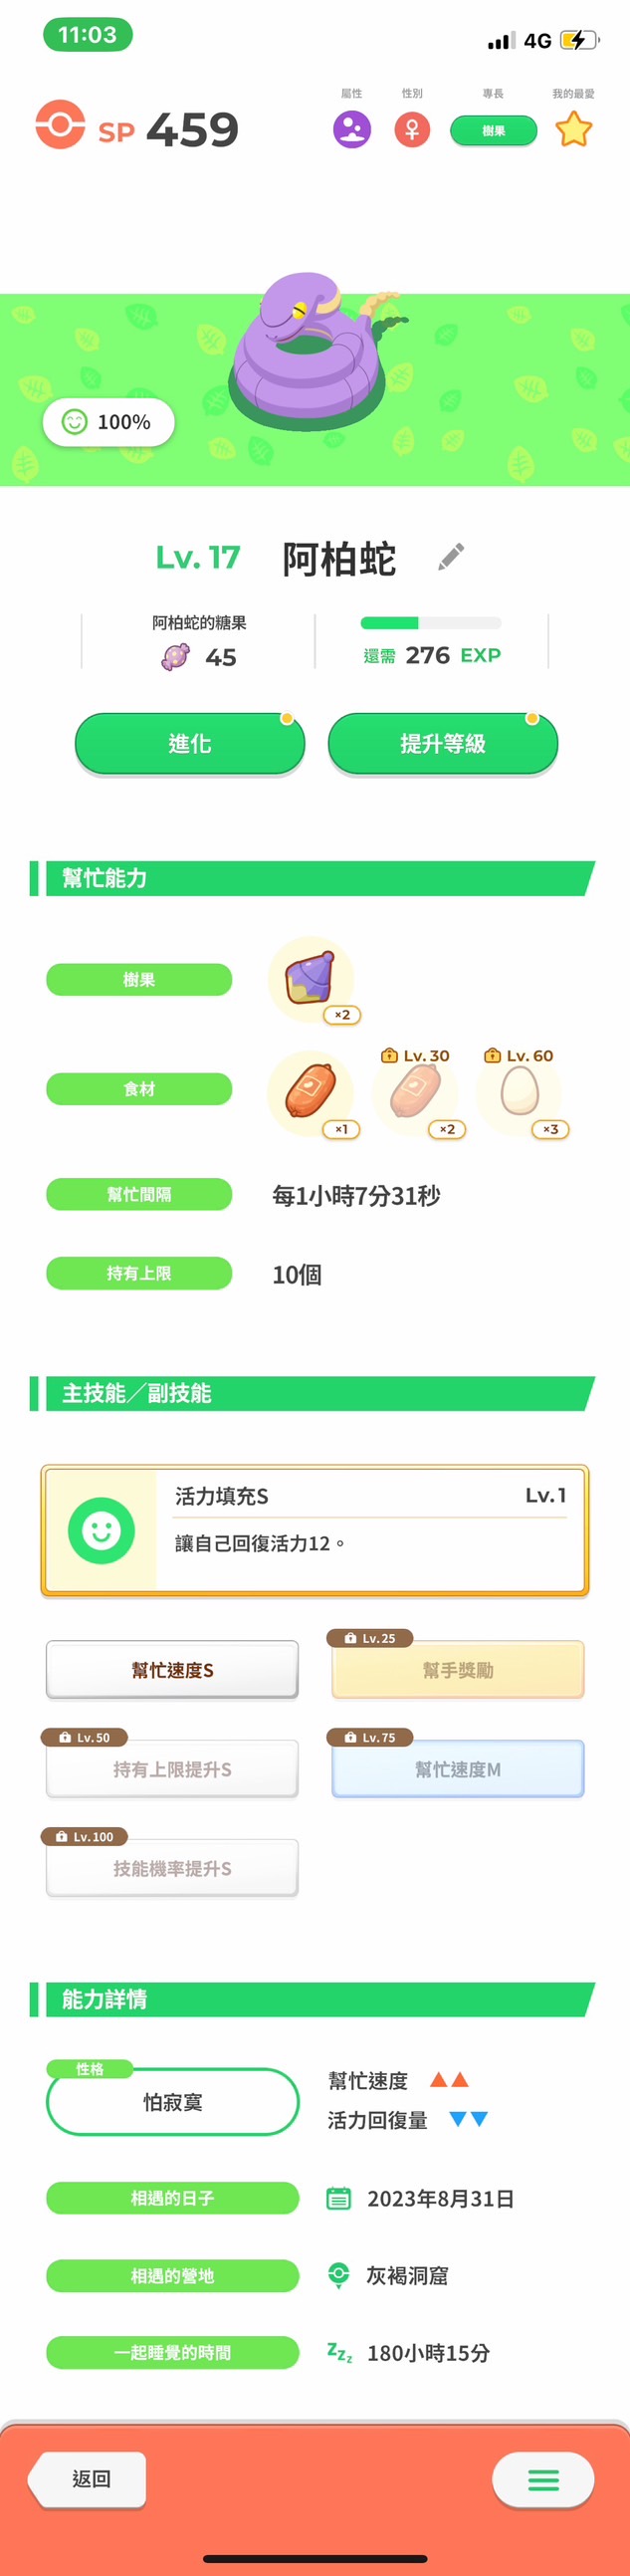 11:03
4G
屬性 性別 專長 我的最愛
SP 459
樹果
100%
Lv. 17 阿柏蛇
阿柏蛇的糖果
45
還需 276 EXP
進化 提升等級
幫忙能力
樹果
×2
食材
Lv.30 Lv.60
×1 ×2 ×3
幫忙間隔 每1小時7分31秒
持有上限 10個
主技能／副技能
活力填充S Lv.1
讓自己回復活力12。
幫忙速度S
Lv.25
幫手獎勵
Lv.50
持有上限提升S
Lv.75
幫忙速度M
Lv.100
技能機率提升S
能力詳情
性格
怕寂寞
幫忙速度 ▲▲
活力回復量 ▼▼
相遇的日子 2023年8月31日
相遇的營地 灰褐洞窟
一起睡覺的時間 zzz 180小時15分
返回